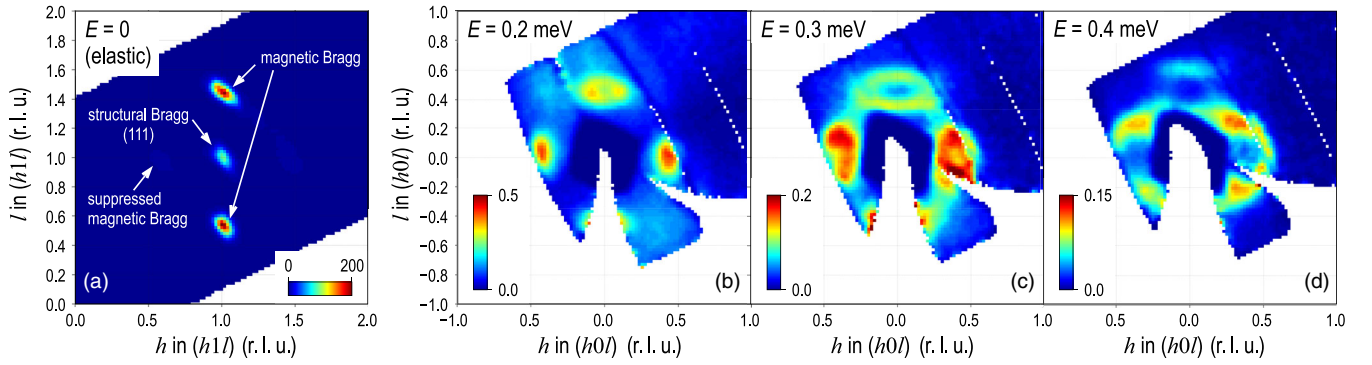 E = 0
(elastic)
magnetic Bragg
structural Bragg
(111)
suppressed
magnetic Bragg
(a)
0 200
2.0
1.8
1.6
1.4
1.2
1.0
0.8
0.6
0.4
0.2
0.0
l in (h1l) (r. l. u.)
0.0 0.5 1.0 1.5 2.0
h in (h1l) (r. l. u.)
E = 0.2 meV
0.5
0.0
(b)
1.0
0.8
0.6
0.4
0.2
0.0
−0.2
−0.4
−0.6
−0.8
−1.0
l in (h0l) (r. l. u.)
−1.0 0.5 0.0 0.5
h in (h0l) (r. l. u.)
E = 0.3 meV
0.2
0.0
(c)
1.0 0.5 0.0 0.5
h in (h0l) (r. l. u.)
E = 0.4 meV
0.15
0.0
(d)
1.0 0.5 0.0 0.5 1.0
h in (h0l) (r. l. u.)